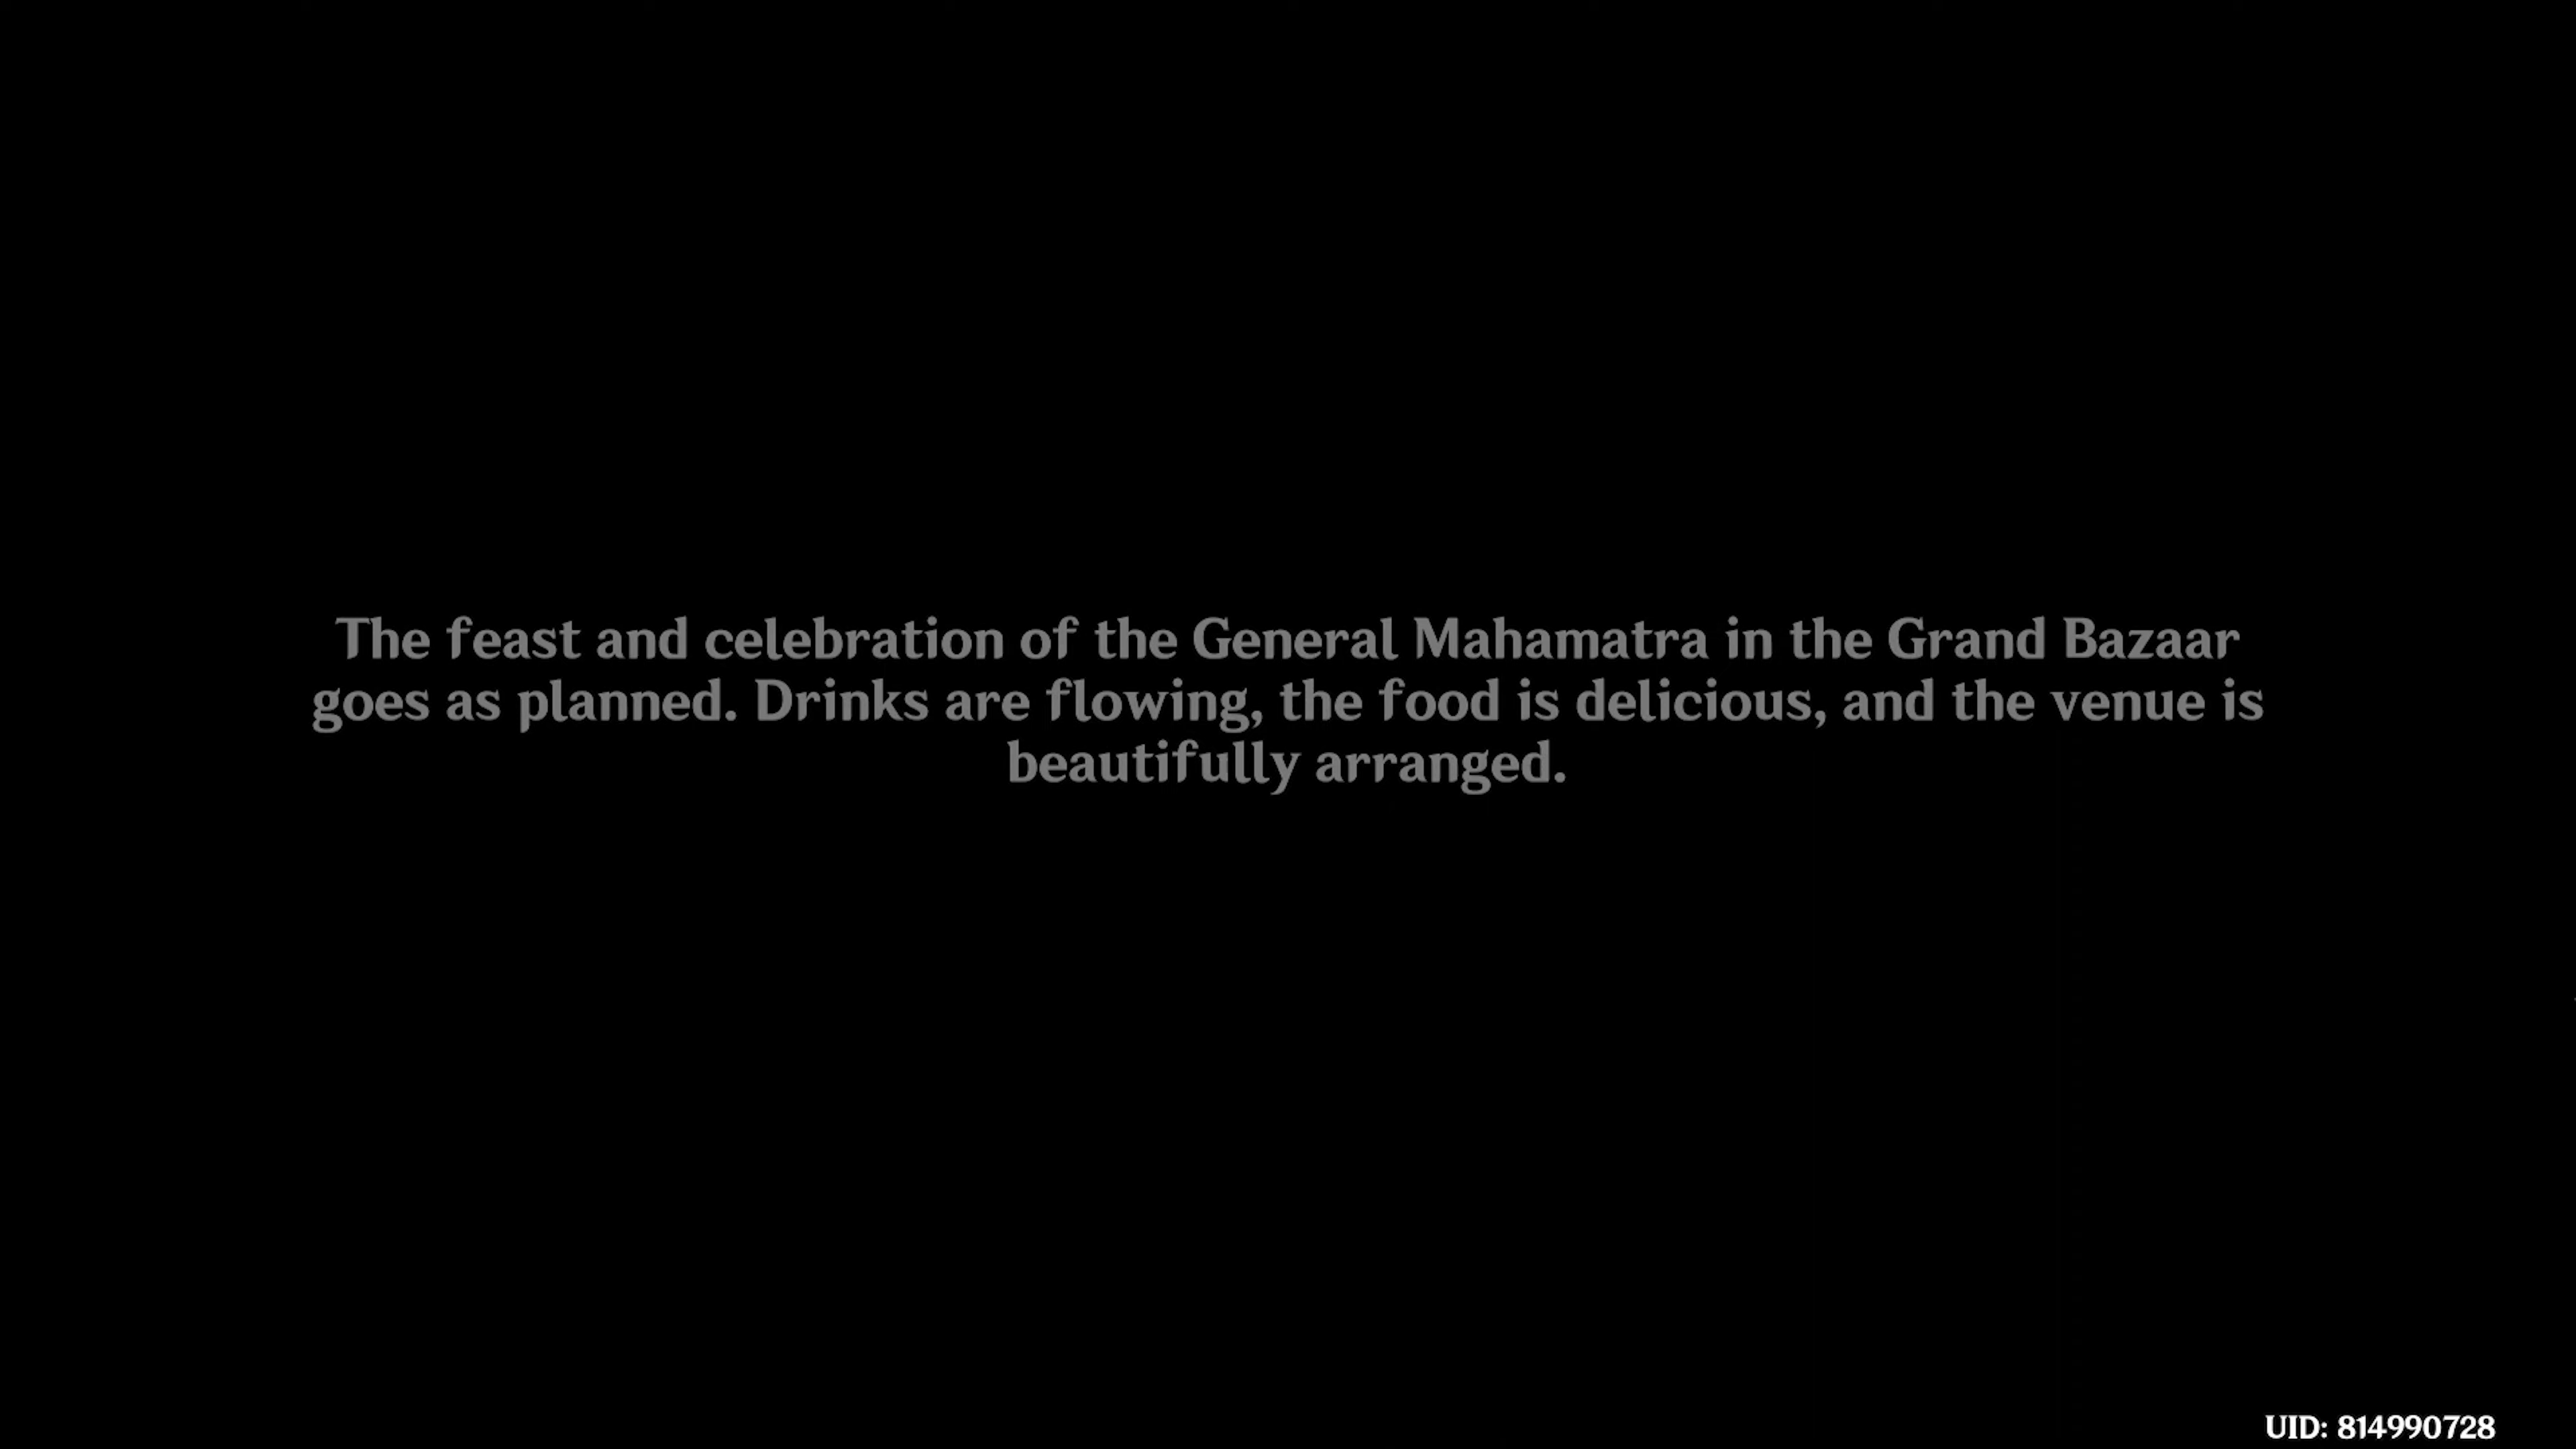 The feast and celebration of the General Mahamatra in the Grand Bazaar
goes as planned. Drinks are flowing, the food is delicious, and the venue is
beautifully arranged.
UID: 814990728